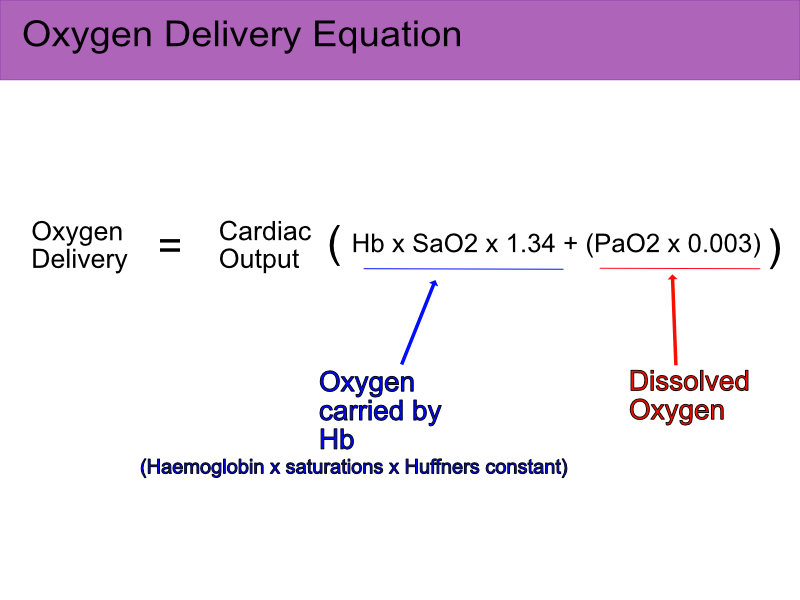 Oxygen Delivery Equation
Oxygen Delivery = Cardiac Output ( Hb x SaO2 x 1.34 + (PaO2 x 0.003) )
Oxygen
carried by
Hb
(Haemoglobin x saturations x Huffners constant)
Dissolved
Oxygen